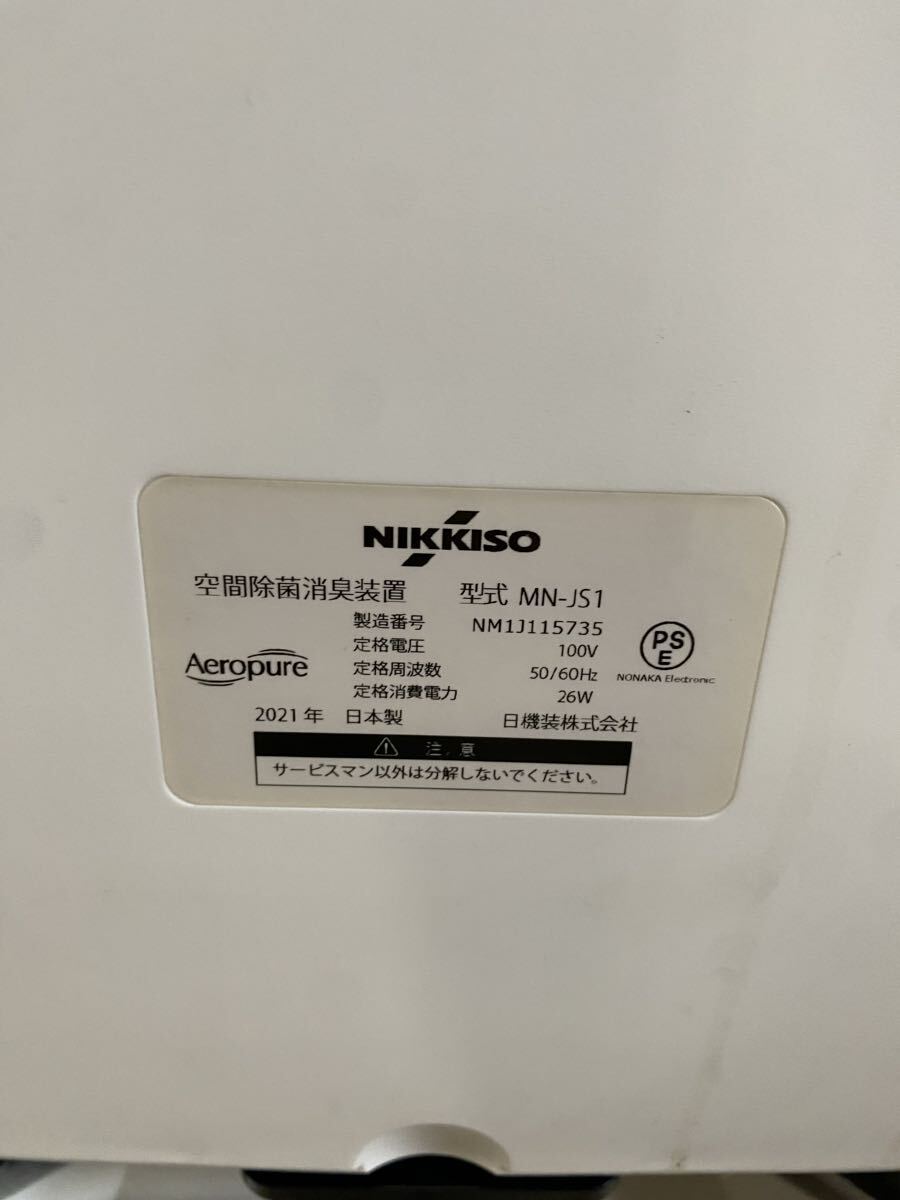 NIKKISO
空間除菌消臭装置 型式 MN-JS1
製造番号 NM1J115735
定格電圧 100V
定格周波数 50/60Hz
定格消費電力 26W
Aeropure
PS
E
NONAKA Electronic
2021年 日本製 日機装株式会社
注意
サービスマン以外は分解しないでください。